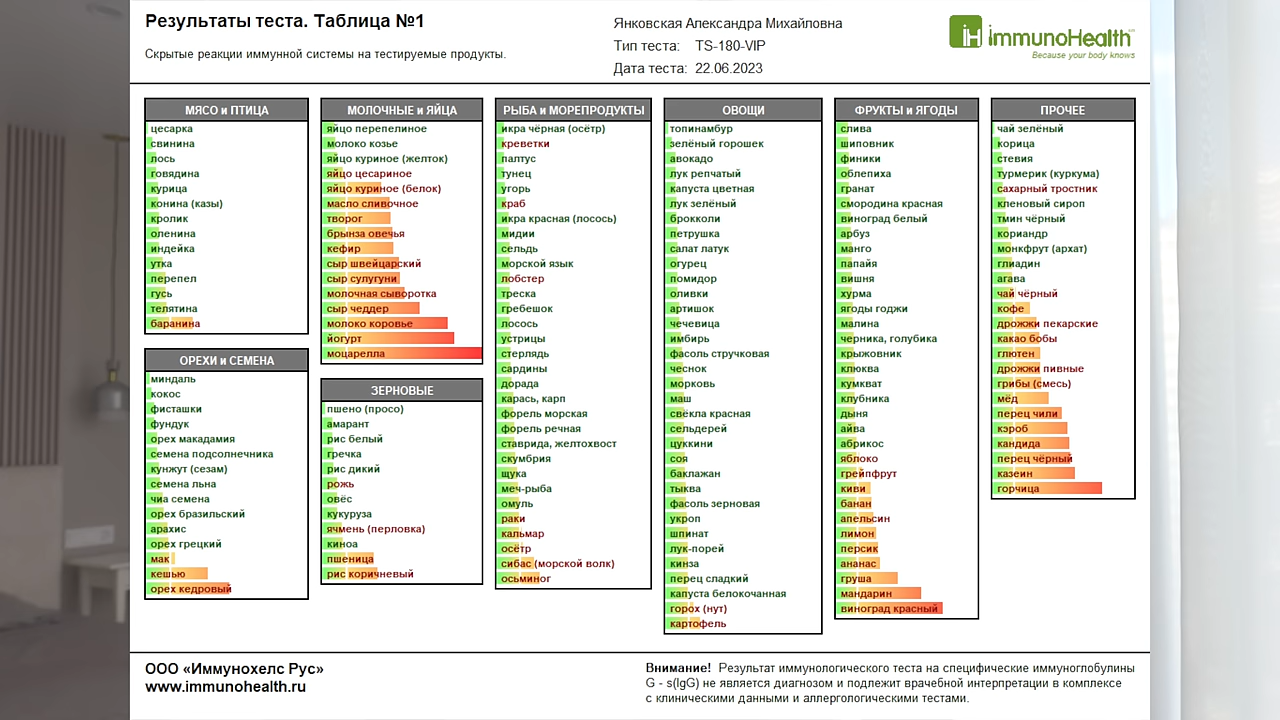 Результаты теста. Таблица №1
Скрытые реакции иммунной системы на тестируемые продукты.
Янковская Александра Михайловна
Тип теста: TS-180-VIP
Дата теста: 22.06.2023
iH immunoHealth
Because your body knows
МЯСО и ПТИЦА
цесарка
свинина
лось
говядина
курица
конина (казы)
кролик
оленина
индейка
утка
перепел
гусь
телятина
баранина
ОРЕХИ и СЕМЕНА
миндаль
кокос
фисташки
фундук
орех макадамия
семена подсолнечника
кунжут (сезам)
семена льна
чиа семена
орех бразильский
арахис
орех грецкий
мак
кешью
орех кедровый
МОЛОЧНЫЕ и ЯЙЦА
яйцо перепелиное
молоко козье
яйцо куриное (желток)
яйцо цесариное
яйцо куриное (белок)
масло сливочное
творог
брынза овечья
кефир
сыр швейцарский
сыр сулугуни
молочная сыворотка
сыр чеддер
молоко коровье
йогурт
моцарелла
ЗЕРНОВЫЕ
пшено (просо)
амарант
рис белый
гречка
рис дикий
рожь
овёс
кукуруза
ячмень (перловка)
киноа
пшеница
рис коричневый
РЫБА и МОРЕПРОДУКТЫ
икра чёрная (осётр)
креветки
палтус
тунец
угорь
краб
икра красная (лосось)
мидии
сельдь
морской язык
лобстер
треска
гребешок
лосось
устрицы
стерлядь
сардины
дорада
карась, карп
форель морская
форель речная
ставрида, желтохвост
скумбрия
щука
меч-рыба
омуль
раки
кальмар
осётр
сибас (морской волк)
осьминог
ОВОЩИ
топинамбур
зелёный горошек
авокадо
лук репчатый
капуста цветная
лук зелёный
брокколи
петрушка
салат латук
огурец
помидор
оливки
артишок
чечевица
имбирь
фасоль стручковая
чеснок
морковь
маш
свёкла красная
сельдерей
цуккини
соя
баклажан
тыква
фасоль зерновая
укроп
шпинат
лук-порей
кинза
перец сладкий
капуста белокочанная
горох (нут)
картофель
ФРУКТЫ и ЯГОДЫ
слива
шиповник
финики
облепиха
гранат
смородина красная
виноград белый
арбуз
манго
папайя
вишня
хурма
ягоды годжи
малина
черника, голубика
крыжовник
клюква
кумкват
клубника
дыня
айва
абрикос
яблоко
грейпфрут
киви
банан
апельсин
лимон
персик
ананас
груша
мандарин
виноград красный
ПРОЧЕЕ
чай зелёный
корица
стевия
турмерик (куркума)
сахарный тростник
кленовый сироп
тмин чёрный
кориандр
монкфрут (архат)
глиадин
агава
чай чёрный
кофе
дрожжи пекарские
какао бобы
глютен
дрожжи пивные
грибы (смесь)
мёд
перец чили
кэроб
кандида
перец чёрный
казеин
горчица
ООО «Иммунохелс Рус»
www.immunohealth.ru
Внимание! Результат иммунологического теста на специфические иммуноглобулины
G - s(IgG) не является диагнозом и подлежит врачебной интерпретации в комплексе
с клиническими данными и аллергологическими тестами.